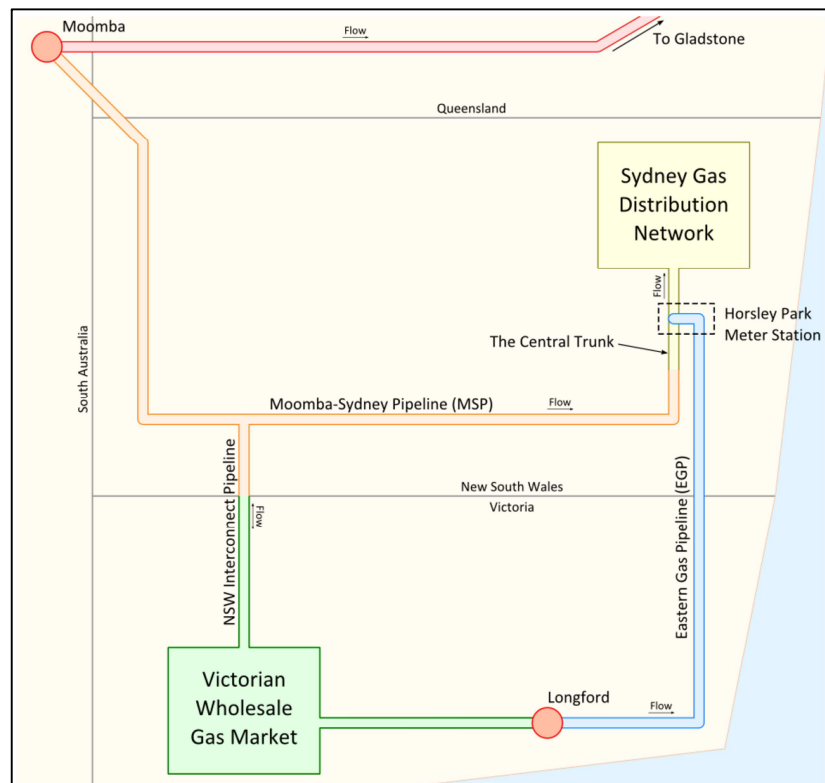 Moomba
Flow
To Gladstone
Queensland
Sydney Gas
Distribution
Network
Flow
Horsley Park
Meter Station
The Central Trunk
South Australia
Moomba-Sydney Pipeline (MSP)
Flow
NSW Interconnect Pipeline
New South Wales
Victoria
Flow
Eastern Gas Pipeline (EGP)
Victorian
Wholesale
Gas Market
Longford
Flow